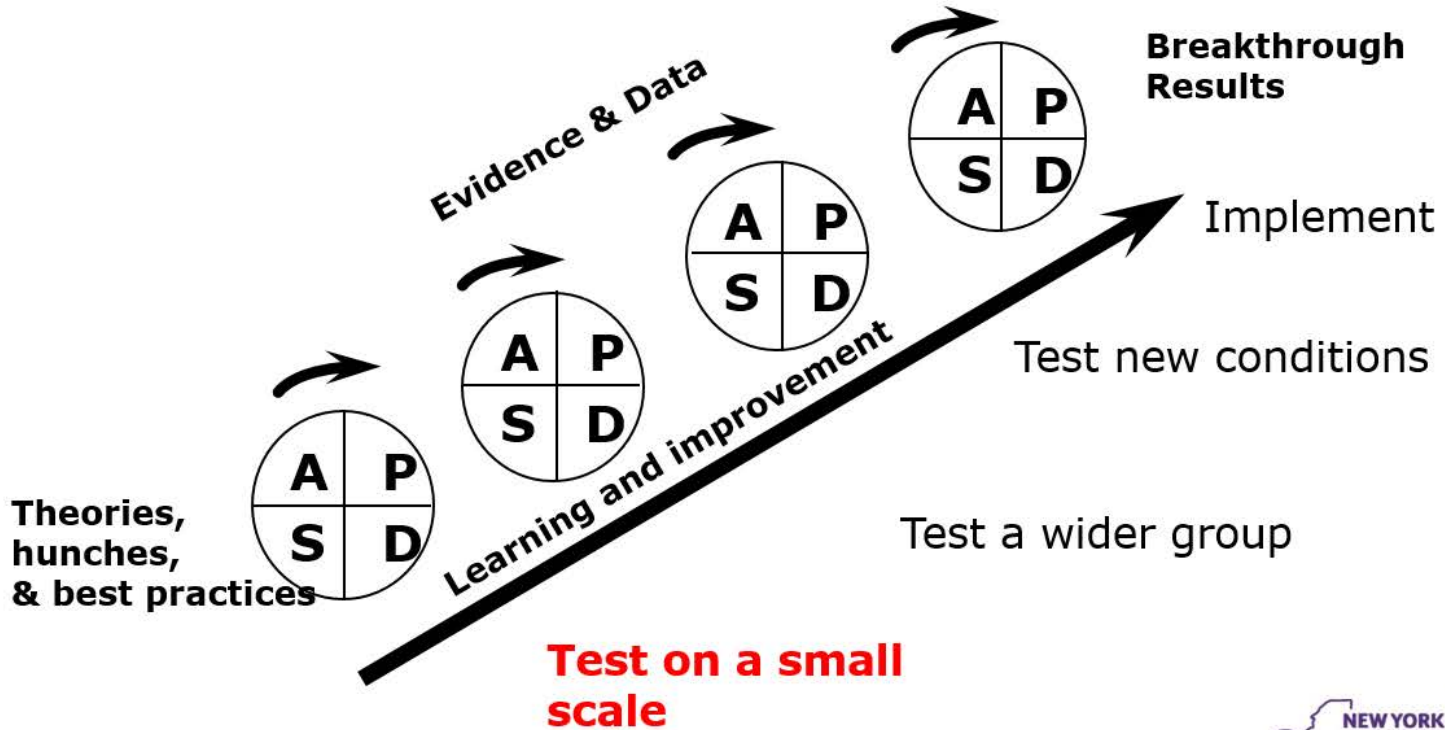 Breakthrough
Results
A P
S D
Evidence & Data
Implement
A P
S D
Test new conditions
A P
S D
Learning and improvement
Theories,
hunches,
& best practices
A P
S D
Test a wider group
Test on a small
scale
NEW YORK